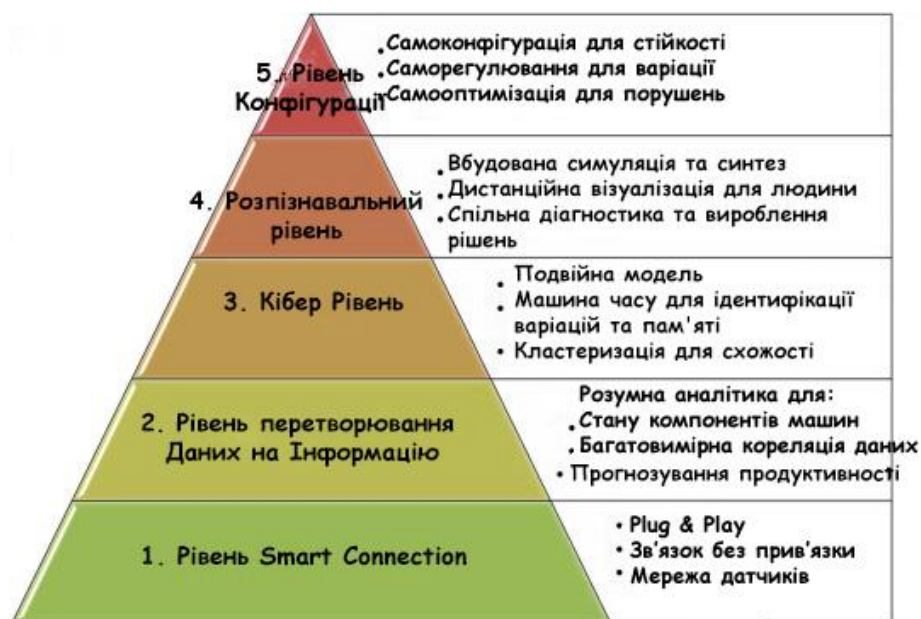 5. Рівень
Конфігурації
• Самоконфігурація для стійкості
• Саморегулювання для варіації
• Самооптимізація для порушень
4. Розпізнавальний
рівень
• Вбудована симуляція та синтез
• Дистанційна візуалізація для людини
• Спільна діагностика та вироблення
рішень
3. Кібер Рівень
• Подвійна модель
• Машина часу для ідентифікації
варіацій та пам'яті
• Кластеризація для схожості
2. Рівень перетворювання
Даних на Інформацію
Розумна аналітика для:
• Стану компонентів машин
• Багатовимірна кореляція даних
• Прогнозування продуктивності
1. Рівень Smart Connection
• Plug & Play
• Зв'язок без прив'язки
• Мережа датчиків